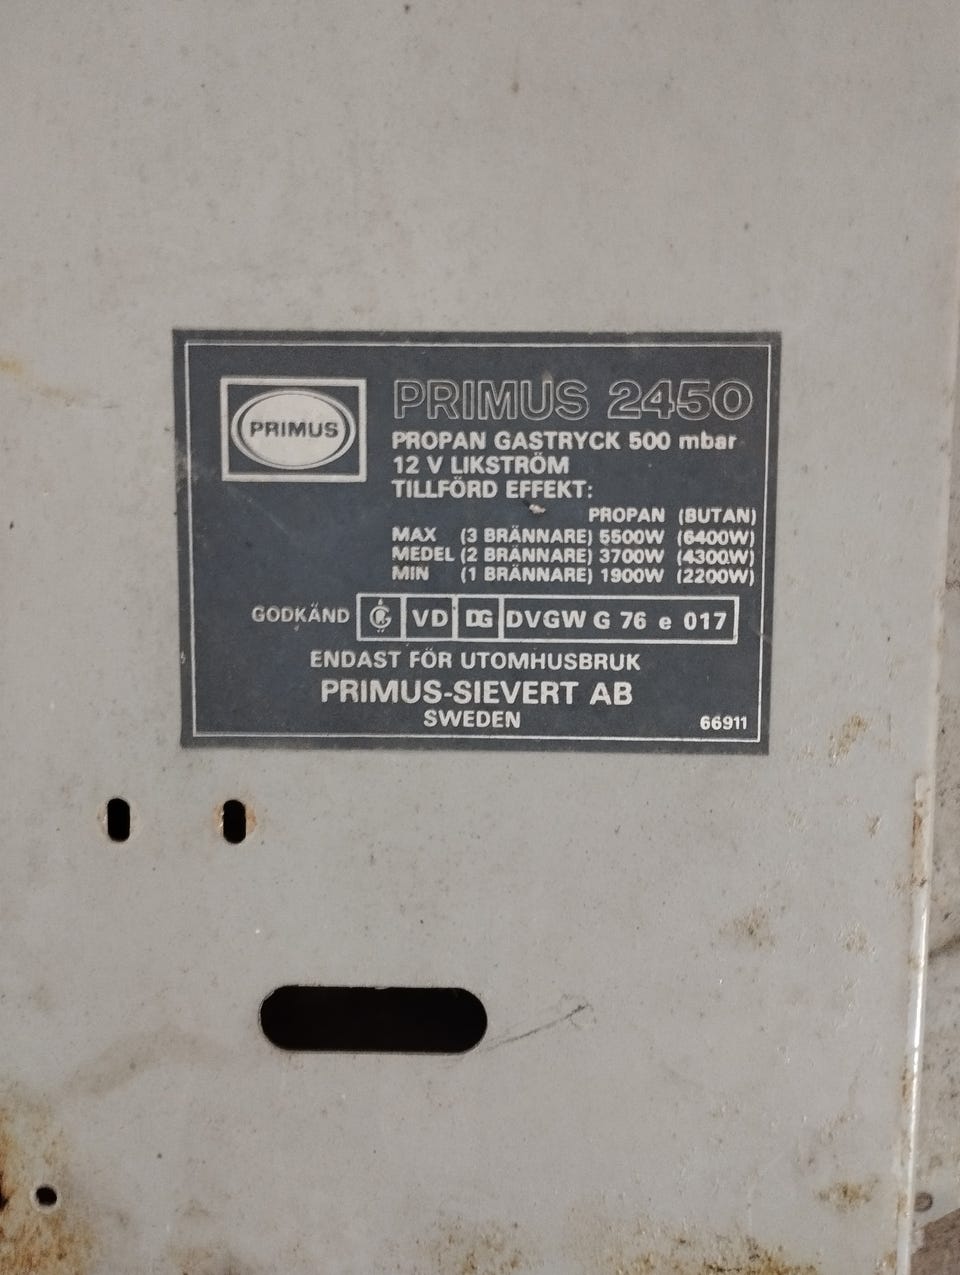 PRIMUS
PRIMUS 2450
PROPAN GASTRYCK 500 mbar
12 V LIKSTRÖM
TILLFÖRD EFFEKT:
PROPAN (BUTAN)
MAX (3 BRÄNNARE) 5500W (6400W)
MEDEL (2 BRÄNNARE) 3700W (4300W)
MIN (1 BRÄNNARE) 1900W (2200W)
GODKÄND VD DG DVGW G 76 e 017
ENDAST FÖR UTOMHUSBRUK
PRIMUS-SIEVERT AB
SWEDEN
66911